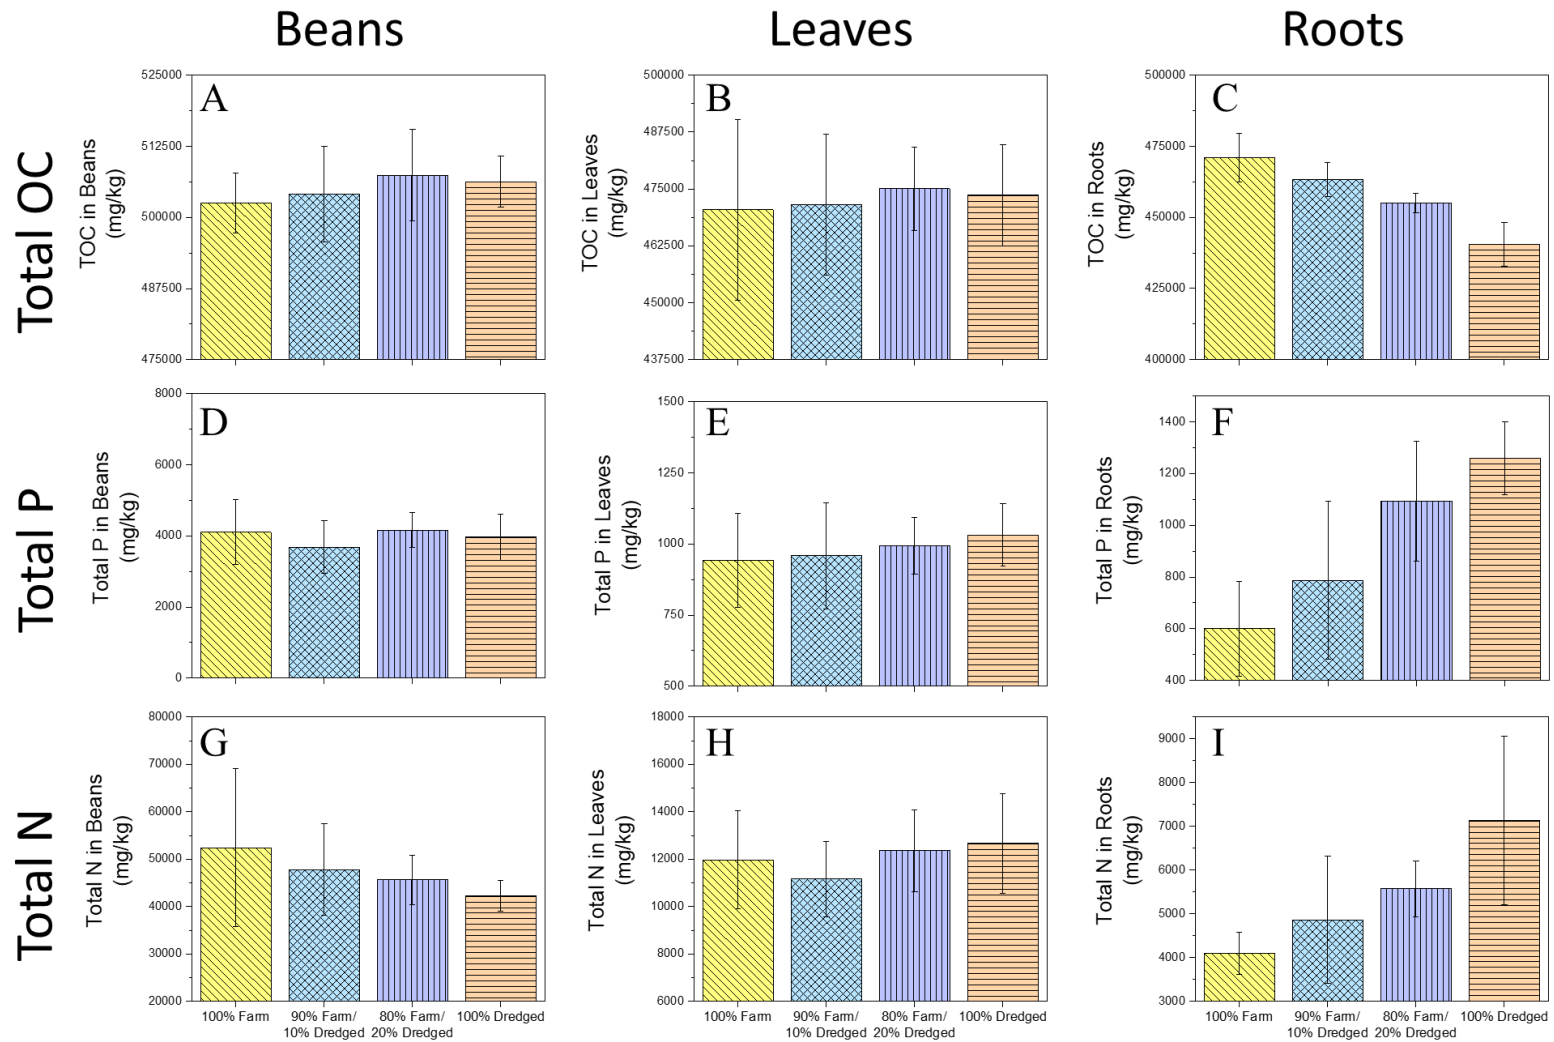 Beans
Leaves
Roots
Total OC
TOC in Beans
(mg/kg)
525000
512500
500000
487500
475000
A
TOC in Leaves
(mg/kg)
500000
487500
475000
462500
450000
437500
B
TOC in Roots
(mg/kg)
500000
475000
450000
425000
400000
C
Total P
Total P in Beans
(mg/kg)
8000
6000
4000
2000
0
D
Total P in Leaves
(mg/kg)
1500
1250
1000
750
500
E
Total P in Roots
(mg/kg)
1400
1200
1000
800
600
400
F
Total N
Total N in Beans
(mg/kg)
80000
70000
60000
50000
40000
30000
20000
G
100% Farm
90% Farm/
10% Dredged
80% Farm/
20% Dredged
100% Dredged
Total N in Leaves
(mg/kg)
18000
16000
14000
12000
10000
8000
6000
H
100% Farm
90% Farm/
10% Dredged
80% Farm/
20% Dredged
100% Dredged
Total N in Roots
(mg/kg)
9000
8000
7000
6000
5000
4000
3000
I
100% Farm
90% Farm/
10% Dredged
80% Farm/
20% Dredged
100% Dredged